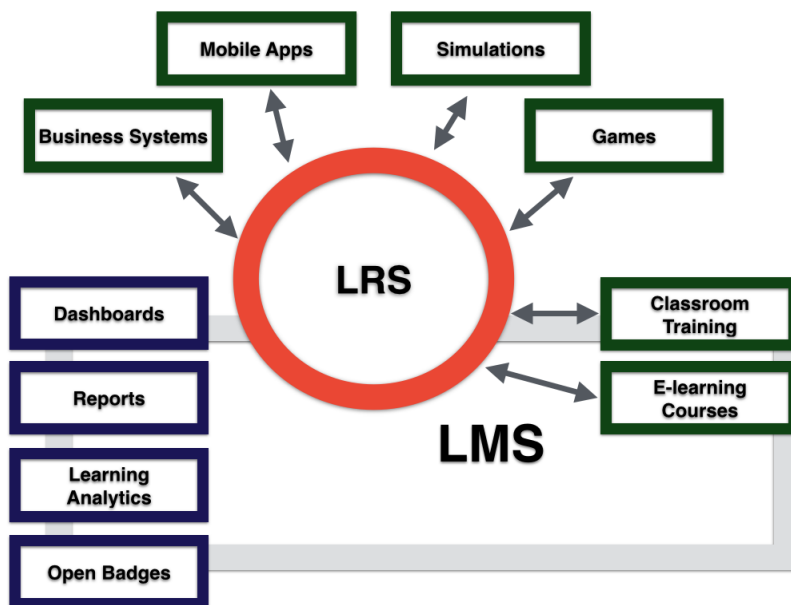 Mobile Apps
Simulations
Business Systems
Games
LRS
Dashboards
Classroom
Training
Reports
E-learning
Courses
LMS
Learning
Analytics
Open Badges